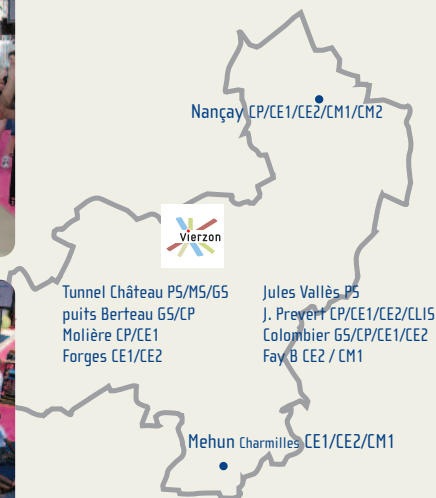 Nançay CP/CE1/CE2/CM1/CM2
Vierzon
Tunnel Château PS/MS/GS
puits Berteau GS/CP
Molière CP/CE1
Forges CE1/CE2
Jules Vallès PS
J. Prevert CP/CE1/CE2/CLIS
Colombier GS/CP/CE1/CE2
Fay B CE2 / CM1
Mehun Charmilles CE1/CE2/CM1